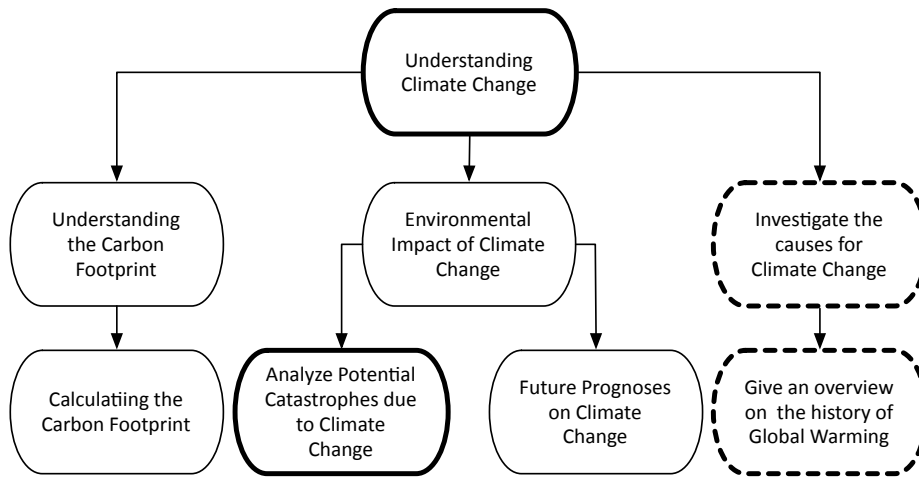 Understanding
Climate Change
Understanding
the Carbon
Footprint
Environmental
Impact of Climate
Change
Investigate the
causes for
Climate Change
Calculating the
Carbon Footprint
Analyze Potential
Catastrophes due
to Climate
Change
Future Prognoses
on Climate
Change
Give an overview
on  the history of
Global Warming